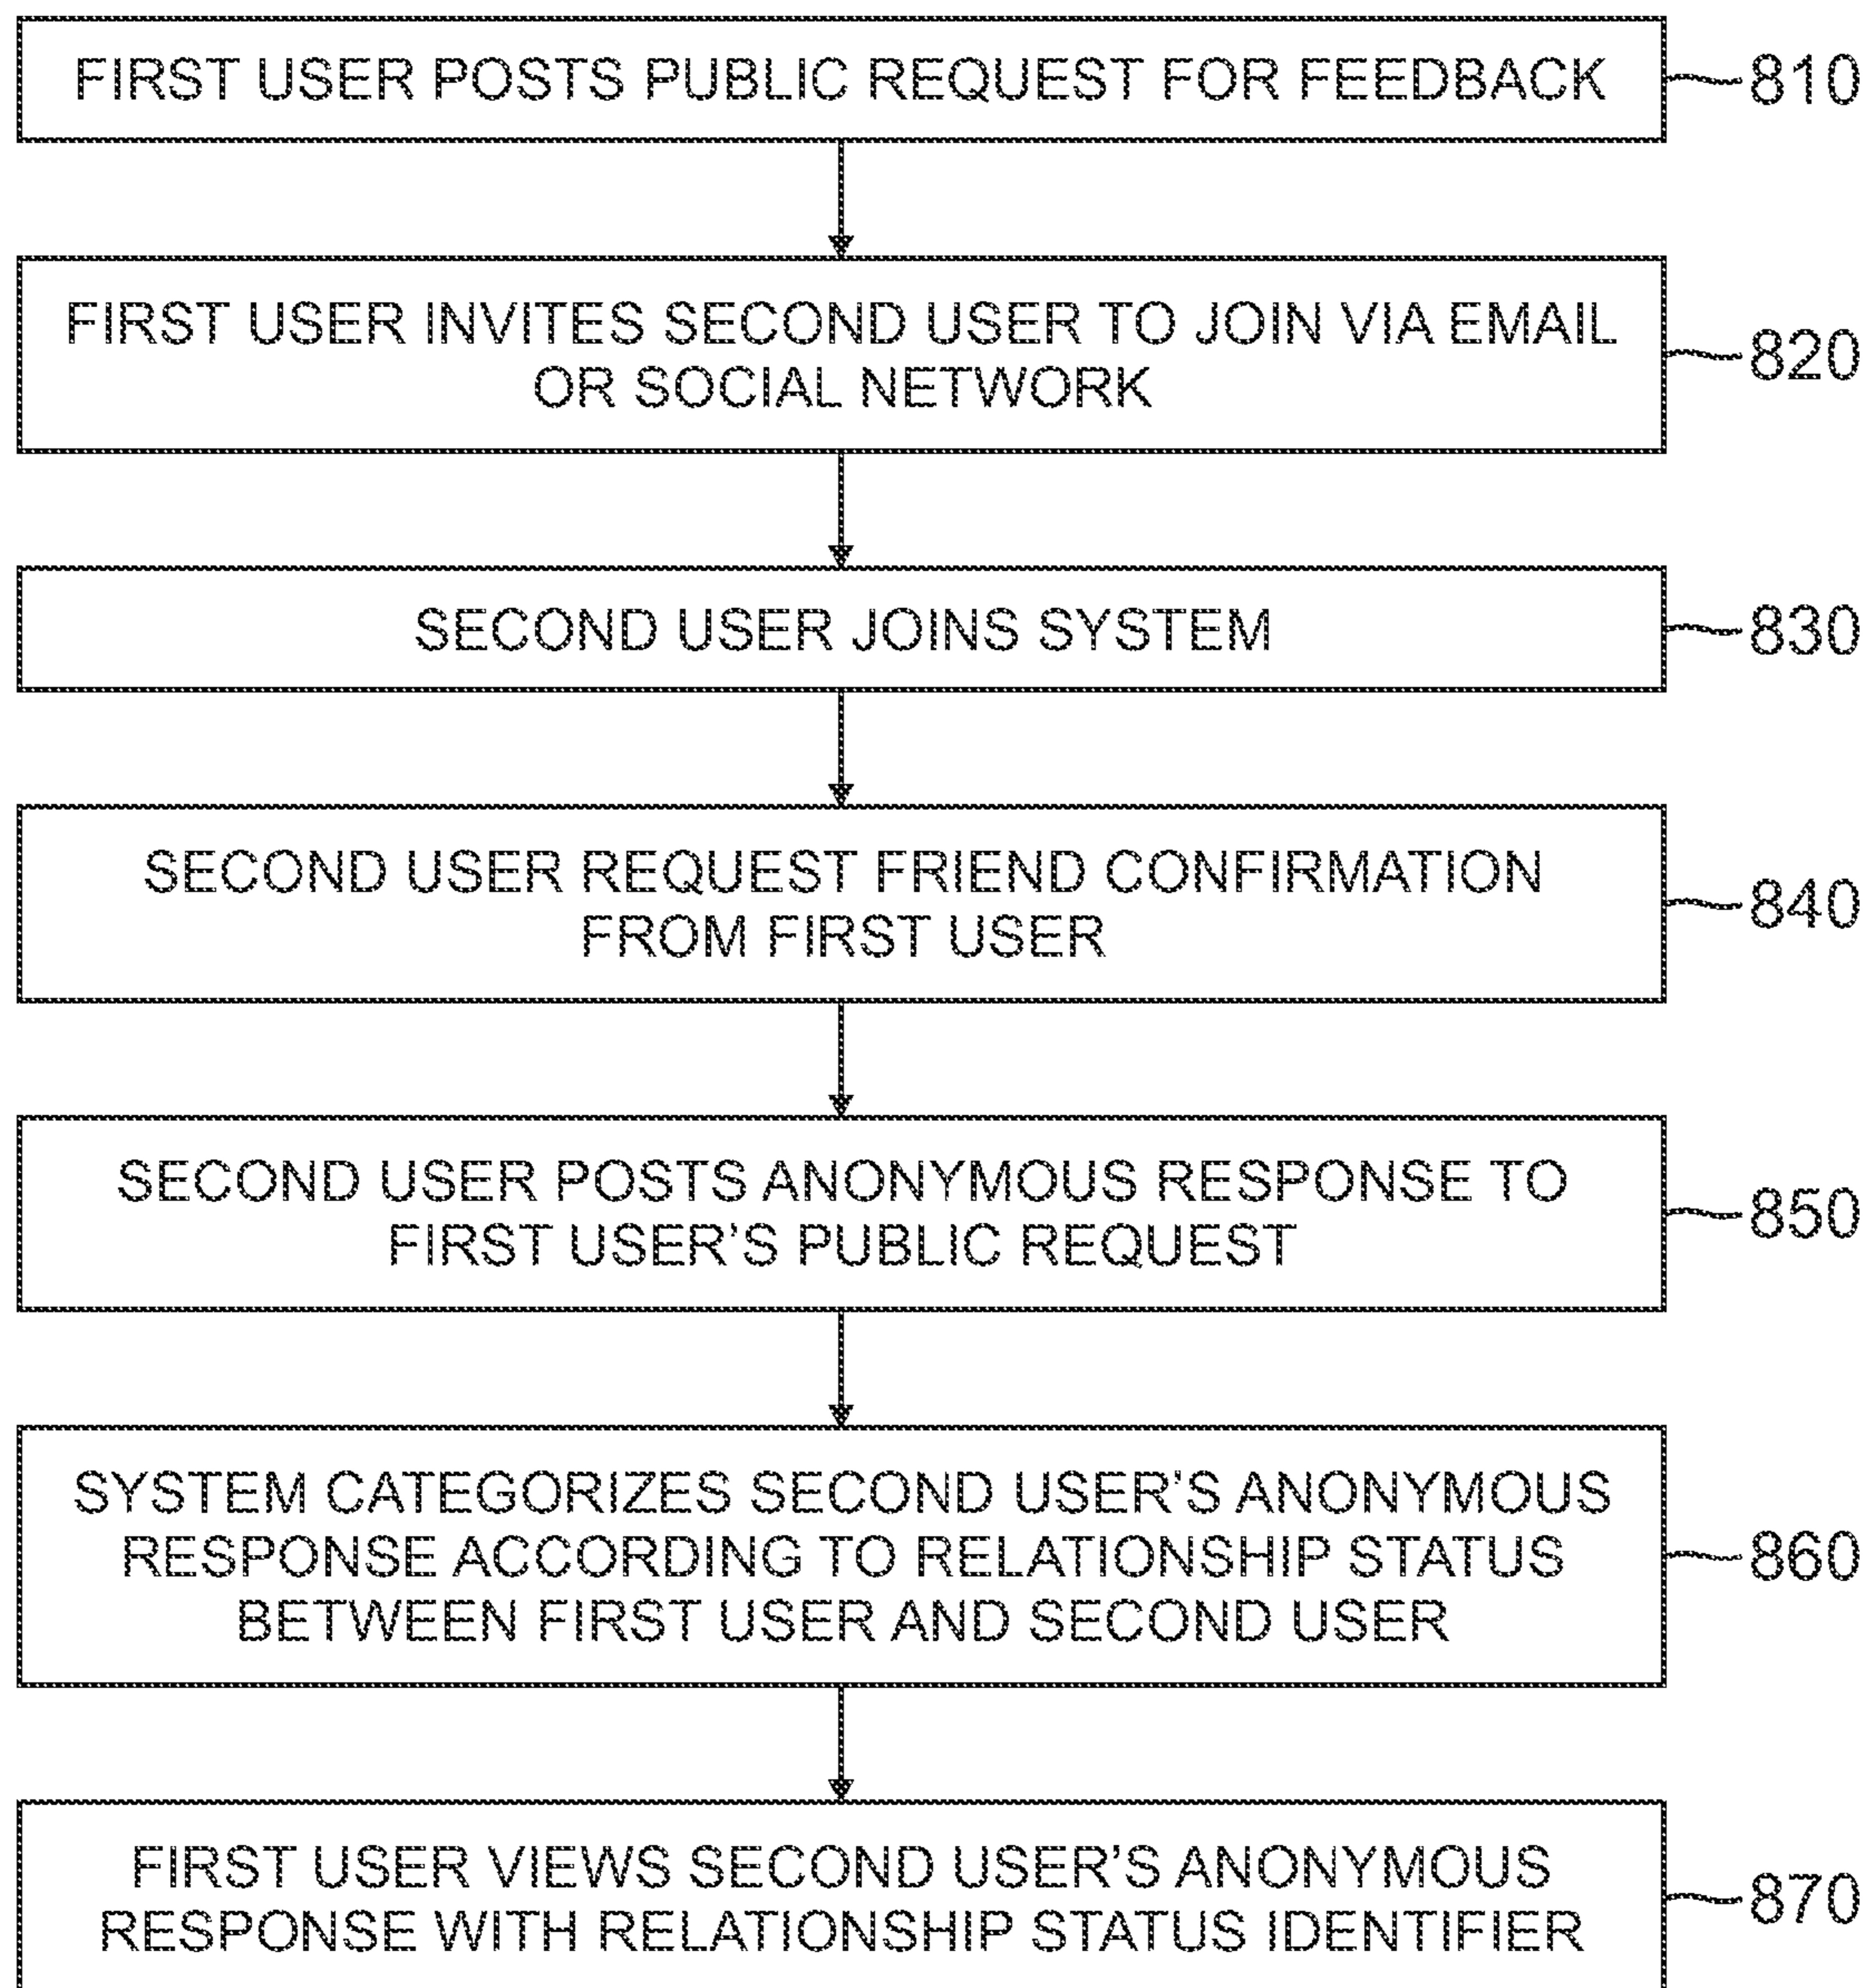 FIRST USER POSTS PUBLIC REQUEST FOR FEEDBACK
810
FIRST USER INVITES SECOND USER TO JOIN VIA EMAIL
OR SOCIAL NETWORK
820
SECOND USER JOINS SYSTEM
830
SECOND USER REQUEST FRIEND CONFIRMATION
FROM FIRST USER
840
SECOND USER POSTS ANONYMOUS RESPONSE TO
FIRST USER'S PUBLIC REQUEST
850
SYSTEM CATEGORIZES SECOND USER'S ANONYMOUS
RESPONSE ACCORDING TO RELATIONSHIP STATUS
BETWEEN FIRST USER AND SECOND USER
860
FIRST USER VIEWS SECOND USER'S ANONYMOUS
RESPONSE WITH RELATIONSHIP STATUS IDENTIFIER
870